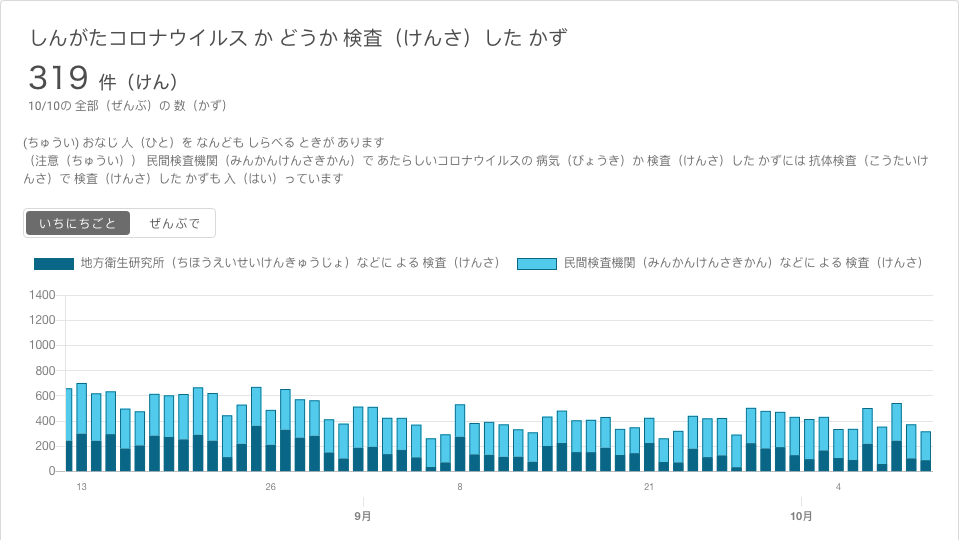 しんがたコロナウイルス か どうか 検査（けんさ）した かず
319 件（けん）
10/10の 全部（ぜんぶ）の 数（かず）
(ちゅうい) おなじ 人（ひと）を なんども しらべる ときが あります
（注意（ちゅうい）） 民間検査機関（みんかんけんさきかん）で あたらしいコロナウイルスの 病気（びょうき）か 検査（けんさ）した かずには 抗体検査（こうたいけ
んさ）で 検査（けんさ）した かずも 入（はい）っています
いちにちごと ぜんぶで
地方衛生研究所（ちほうえいせいけんきゅうじょ）などに よる 検査（けんさ） 民間検査機関（みんかんけんさきかん）などに よる 検査（けんさ）
1400
1200
1000
800
600
400
200
0
13 26 8 21 4
9月 10月